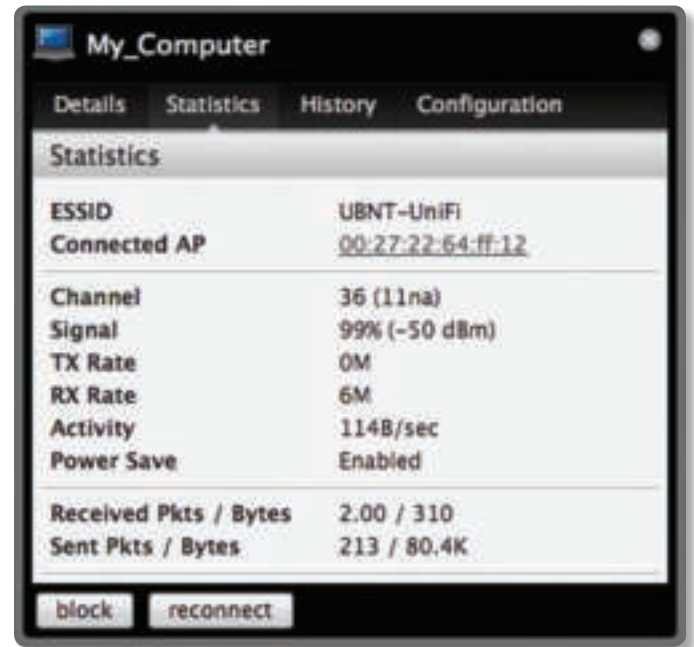 My_Computer
Details Statistics History Configuration
Statistics
ESSID UBNT-UniFi
Connected AP 00:27:22:64:ff:12
Channel 36 (11na)
Signal 99% (-50 dBm)
TX Rate 0M
RX Rate 6M
Activity 114B/sec
Power Save Enabled
Received Pkts / Bytes 2.00 / 310
Sent Pkts / Bytes 213 / 80.4K
block reconnect